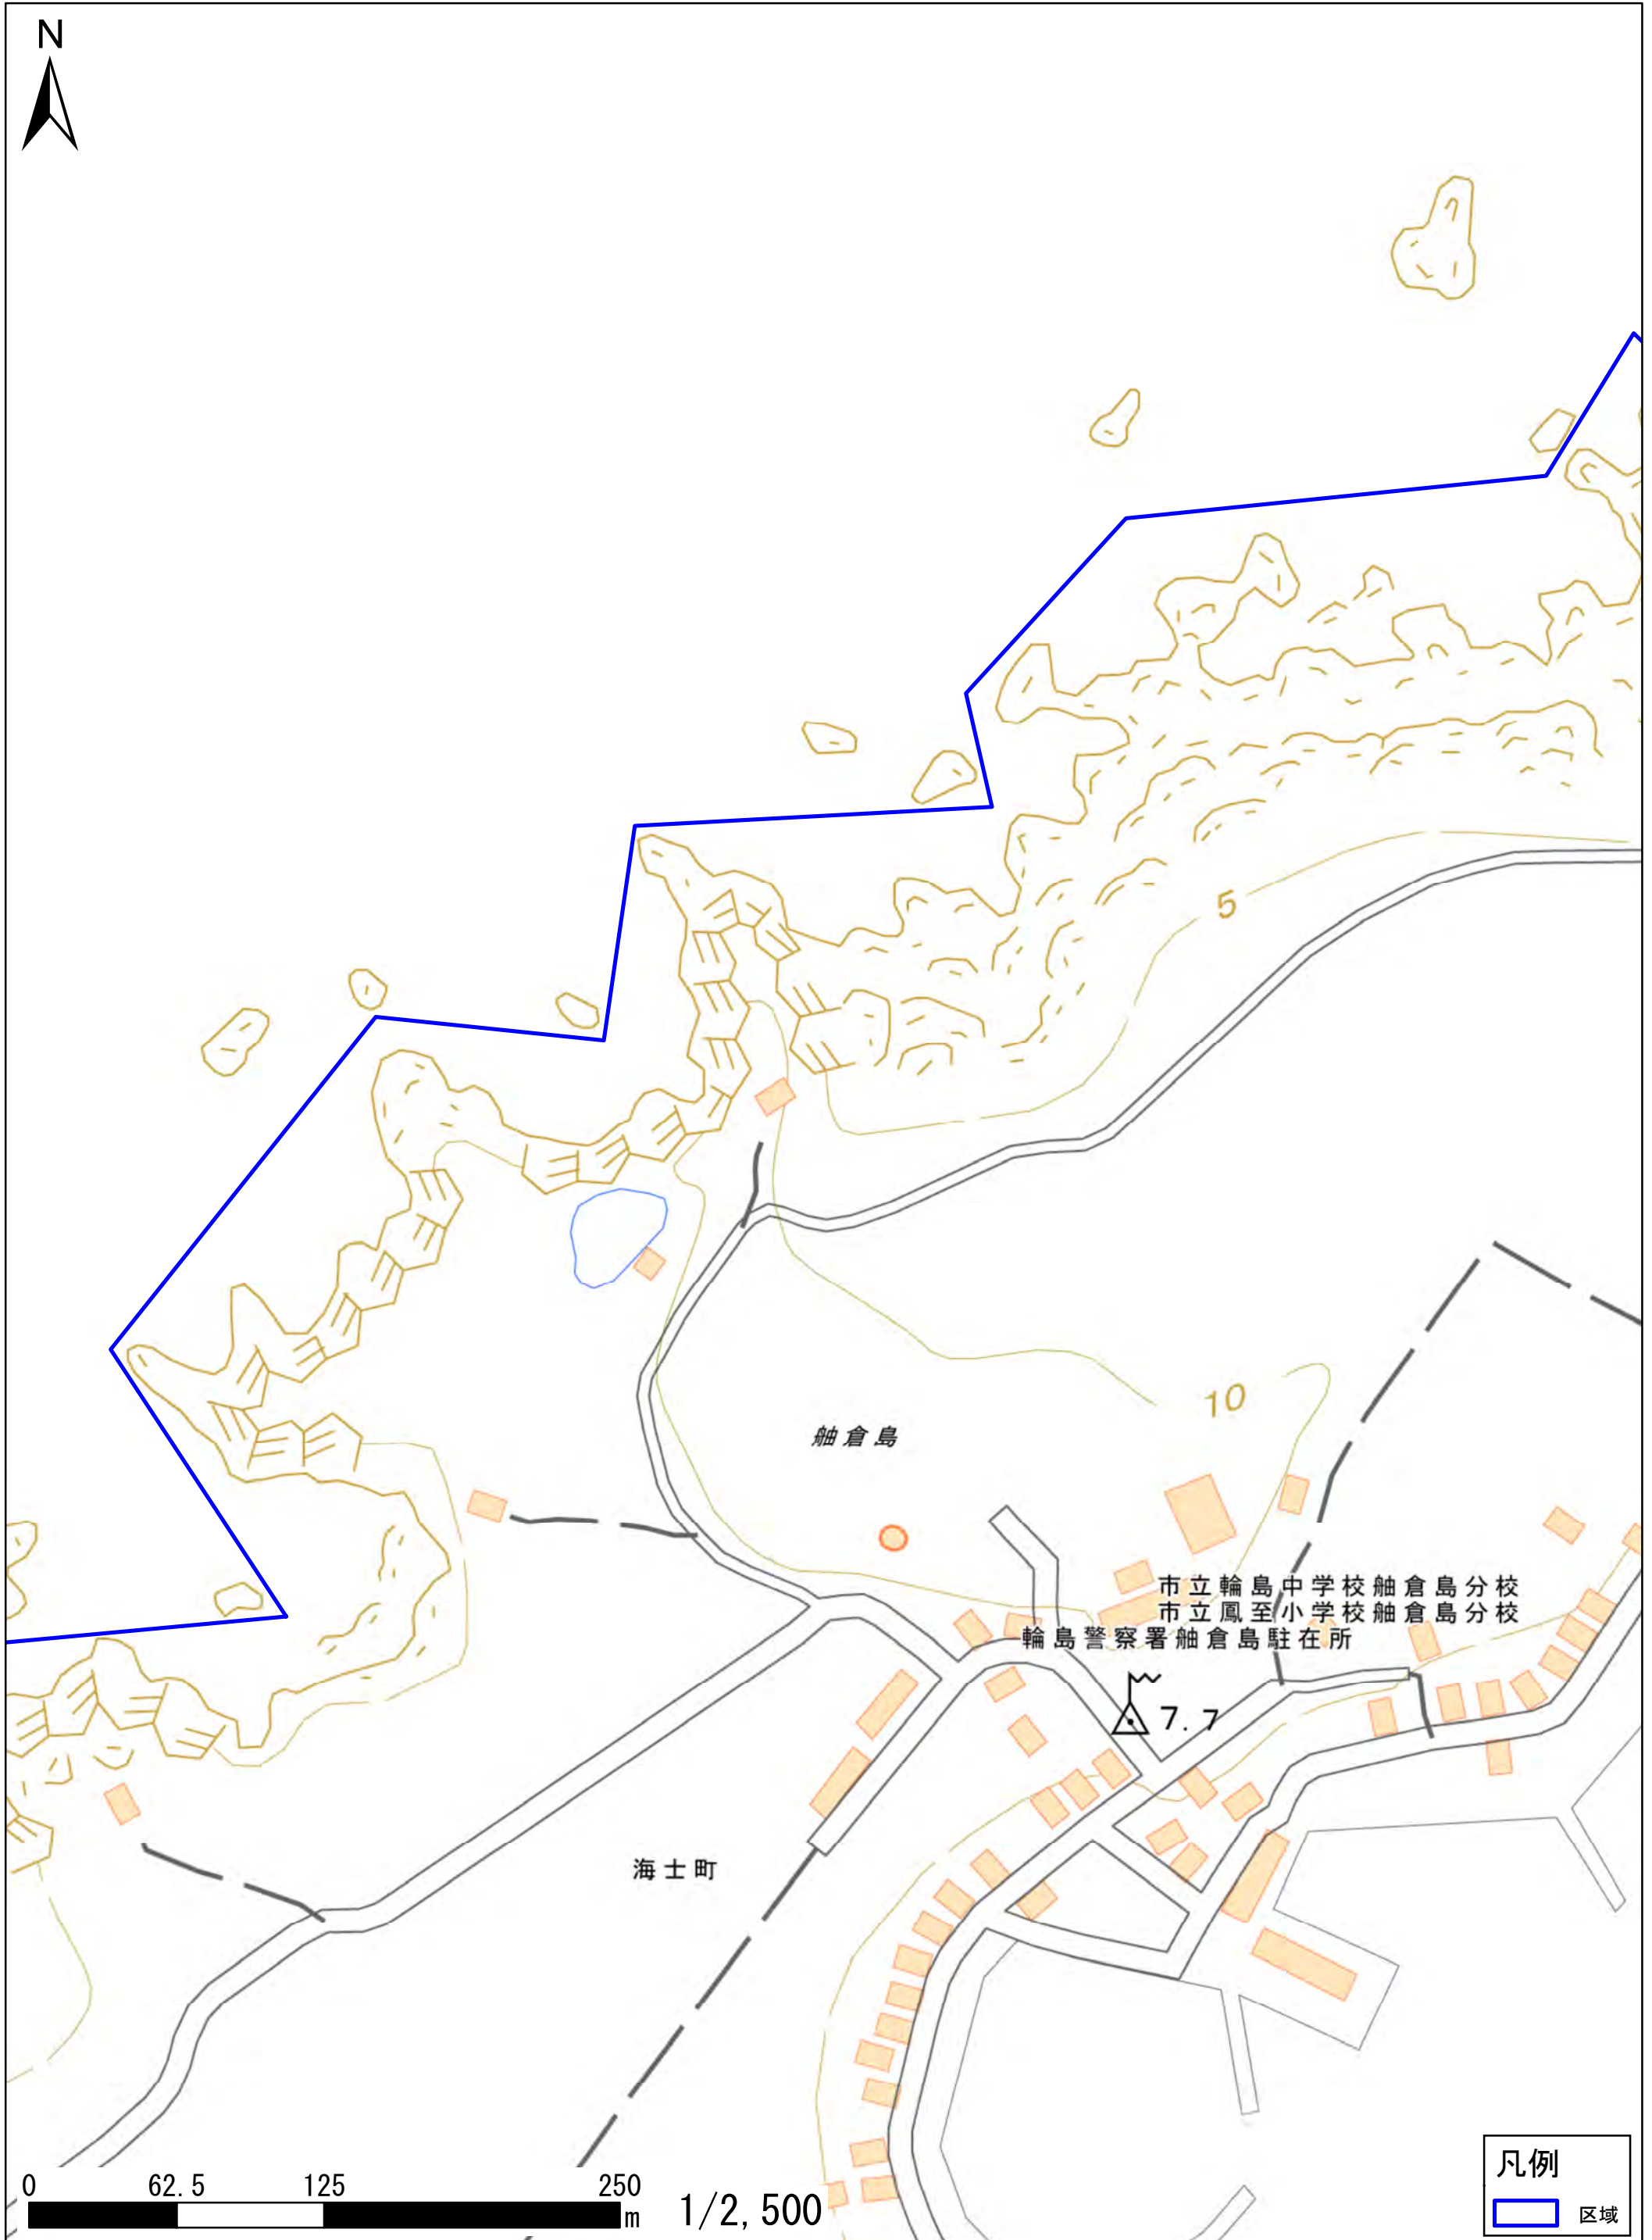 N
5
10
舳倉島
市立輪島中学校舳倉島分校
市立鳳至小学校舳倉島分校
輪島警察署舳倉島駐在所
7.7
海士町
0 62.5 125 250
m 1/2,500
凡例
区域